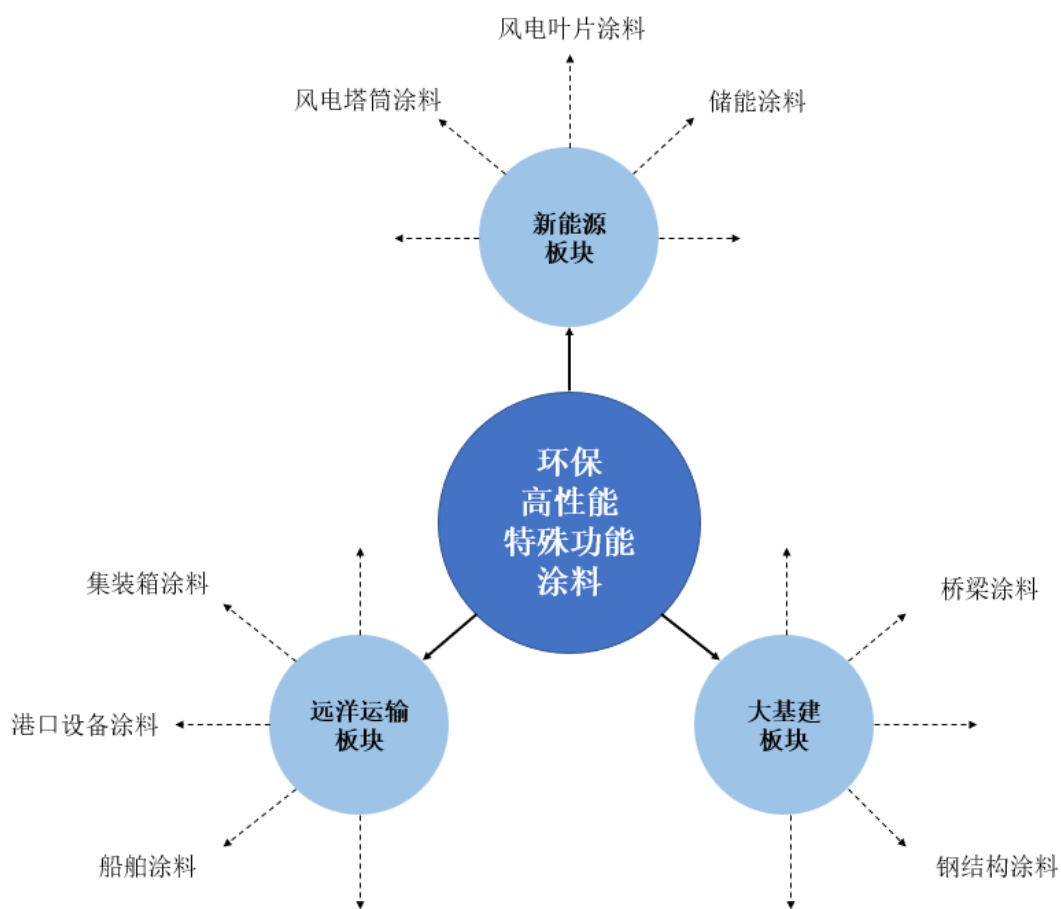 风电叶片涂料
风电塔筒涂料
储能涂料
新能源
板块
环保
高性能
特殊功能
涂料
集装箱涂料
桥梁涂料
港口设备涂料
远洋运输
板块
大基建
板块
船舶涂料
钢结构涂料